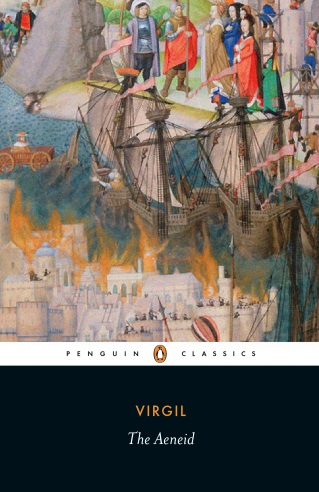 PENGUIN CLASSICS
VIRGIL
The Aeneid